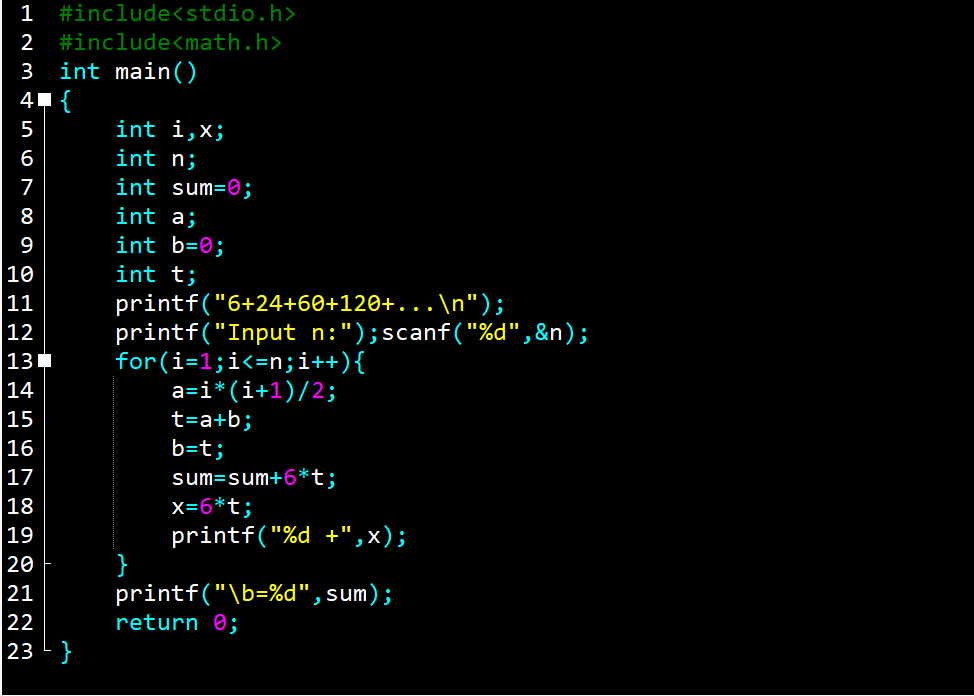 1 #include<stdio.h>
2 #include<math.h>
3 int main()
4 {
5     int i,x;
6     int n;
7     int sum=0;
8     int a;
9     int b=0;
10     int t;
11     printf("6+24+60+120+...\n");
12     printf("Input n:");scanf("%d",&n);
13     for(i=1;i<=n;i++){
14         a=i*(i+1)/2;
15         t=a+b;
16         b=t;
17         sum=sum+6*t;
18         x=6*t;
19         printf("%d +",x);
20     }
21     printf("\b=%d",sum);
22     return 0;
23 }